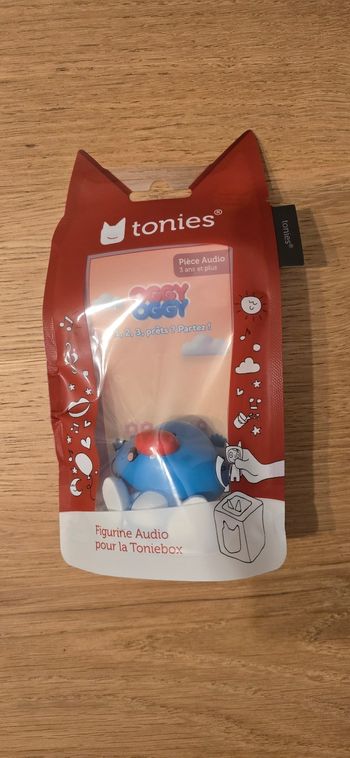 tonies®
tonies®
Pièce Audio
3 ans et plus
OGGY
OGGY
1, 2, 3, prêts ? Partez !
Figurine Audio
pour la Toniebox